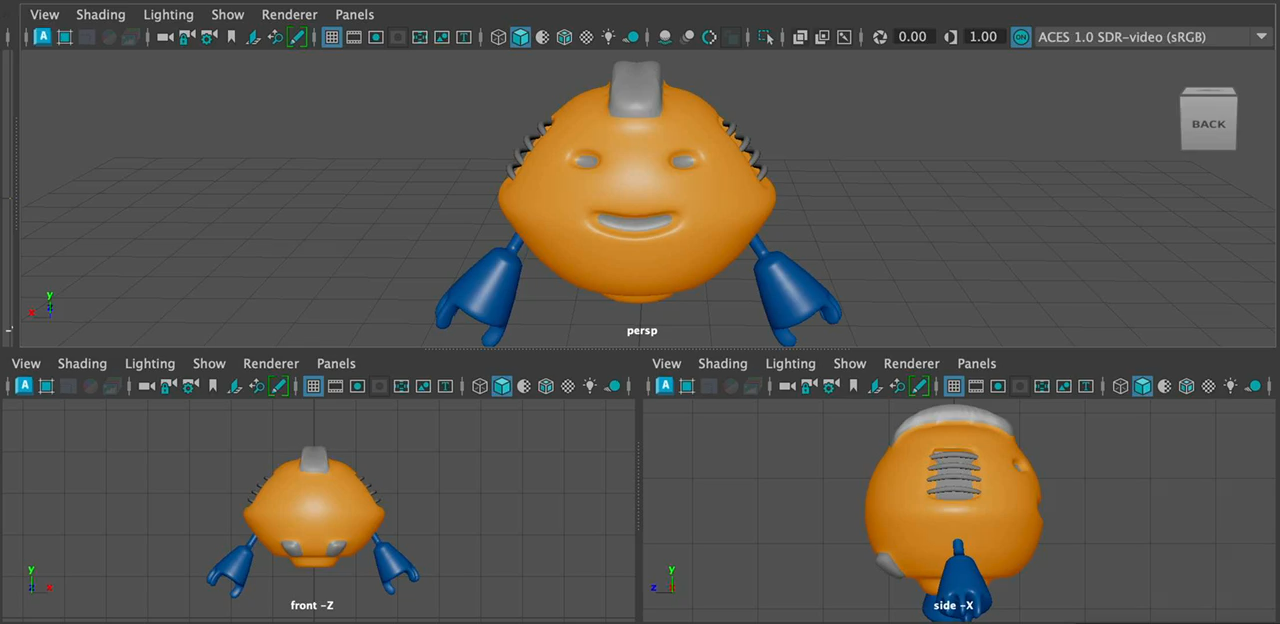 View Shading Lighting Show Renderer Panels
A T 0.00 1.00 ON ACES 1.0 SDR-video (sRGB)
BACK
y
x
persp
View Shading Lighting Show Renderer Panels
A T
y
x
front -Z
View Shading Lighting Show Renderer Panels
A T
y
z
side -X